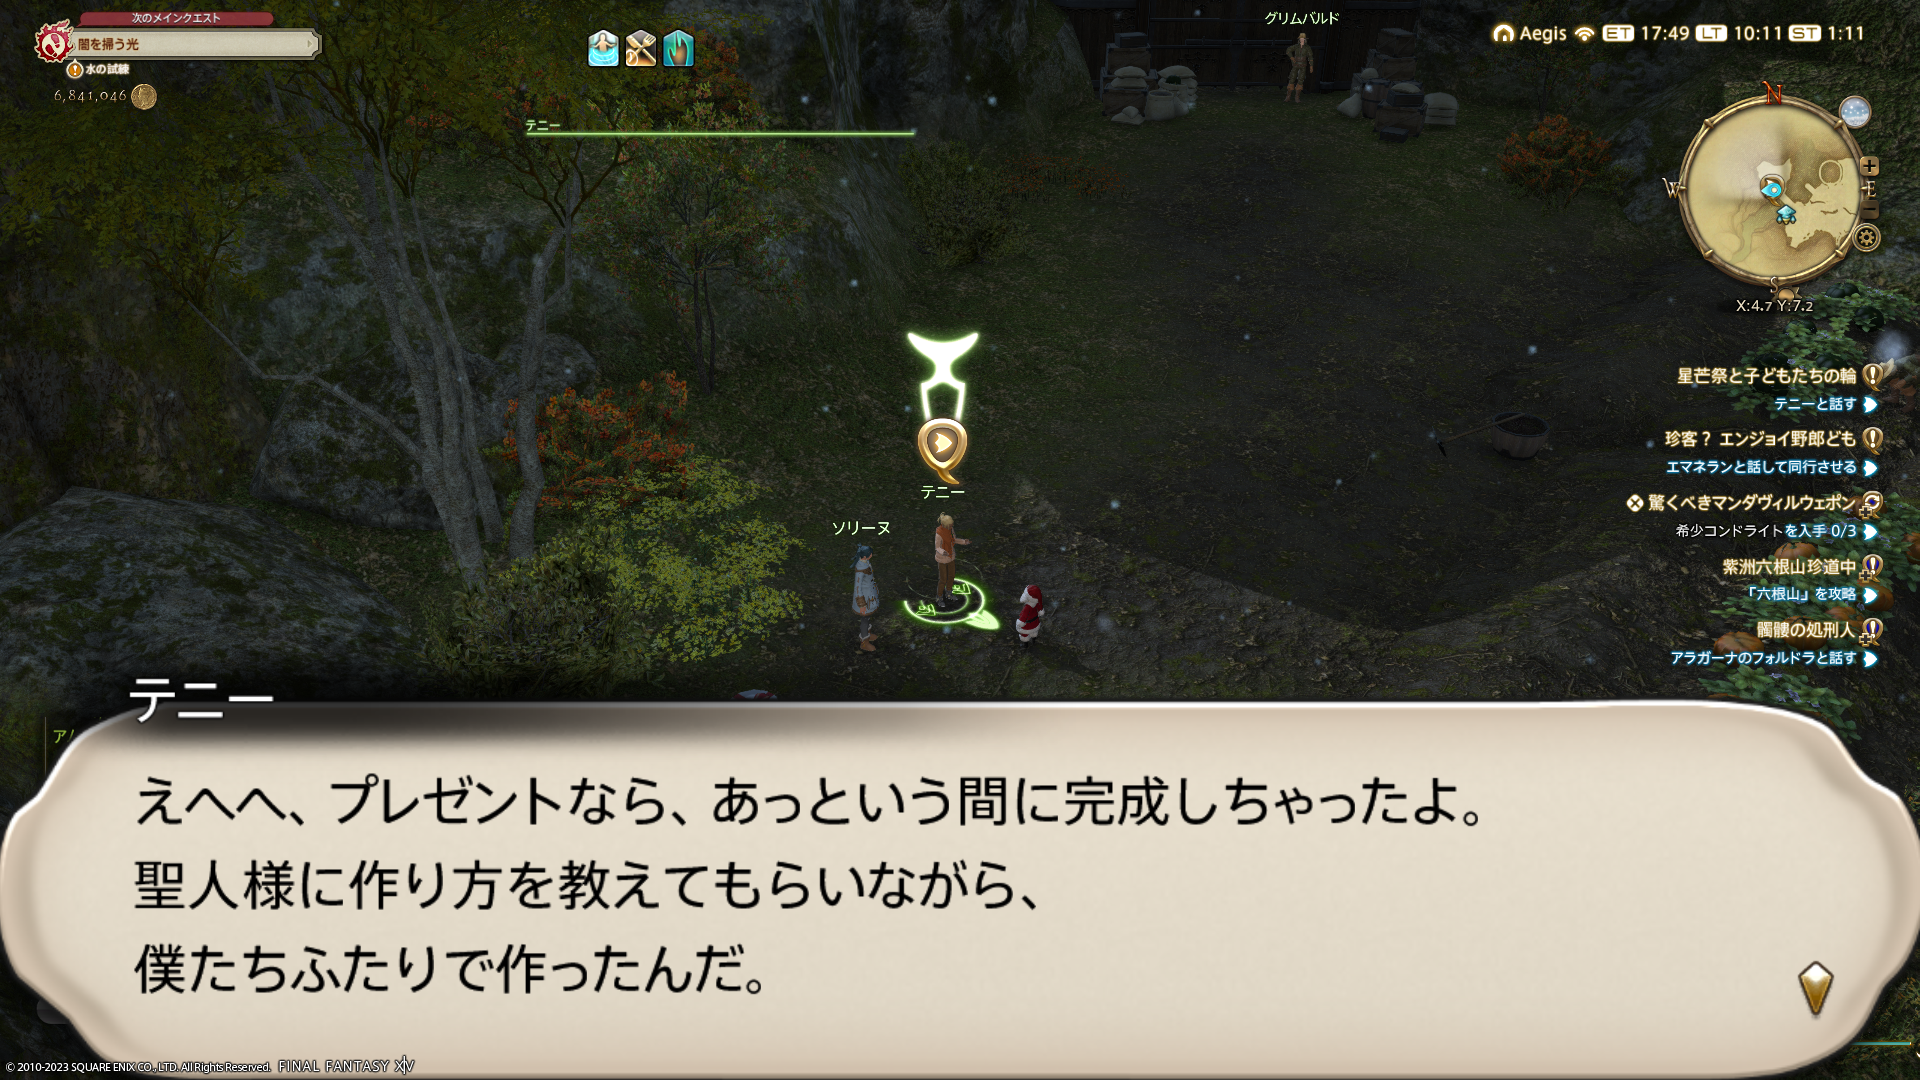 次のメインクエスト
闇を掃う光
水の試練
6,841,046
テニー
グリムバルド
Aegis ET 17:49 LT 10:11 ST 1:11
N
W
E
S
X:4.7 Y:7.2
星芒祭と子どもたちの輪
テニーと話す
珍客? エンジョイ野郎ども
エマネランと話して同行させる
驚くべきマンダヴィルウェポン
希少コンドライトを入手 0/3
紫洲六根山珍道中
「六根山」を攻略
髑髏の処刑人
アラガーナのフォルドラと話す
テニー
ソリーヌ
テニー
えへへ、プレゼントなら、あっという間に完成しちゃったよ。
聖人様に作り方を教えてもらいながら、
僕たちふたりで作ったんだ。
© 2010-2023 SQUARE ENIX CO., LTD. All Rights Reserved. FINAL FANTASY XIV